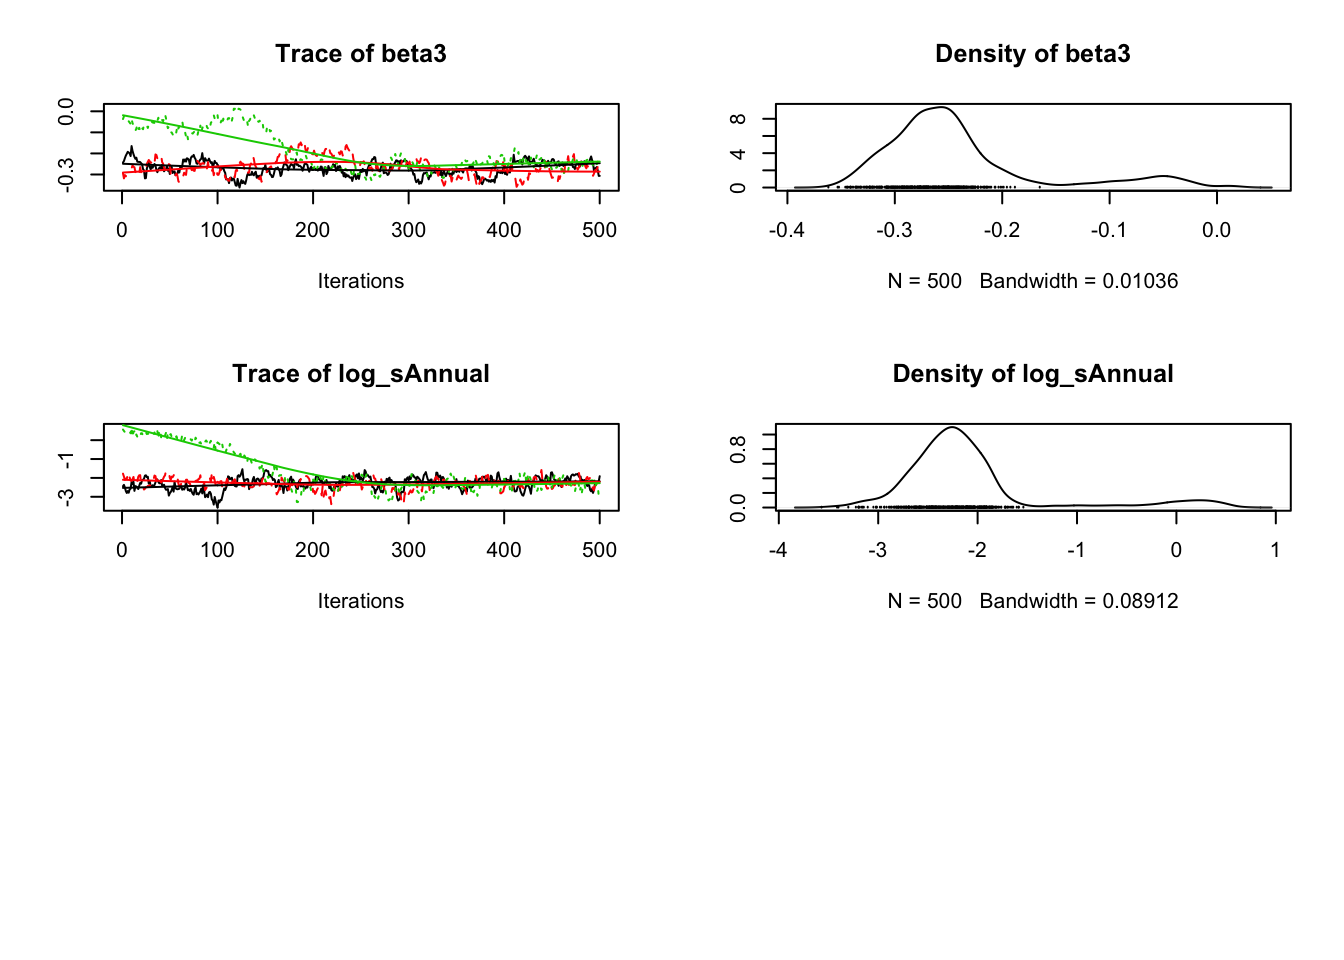 Trace of beta3
0.0
-0.3
0 100 200 300 400 500
Iterations
Density of beta3
8
4
0
-0.4 -0.3 -0.2 -0.1 0.0
N = 500 Bandwidth = 0.01036
Trace of log_sAnnual
-1
-3
0 100 200 300 400 500
Iterations
Density of log_sAnnual
0.8
0.0
-4 -3 -2 -1 0 1
N = 500 Bandwidth = 0.08912